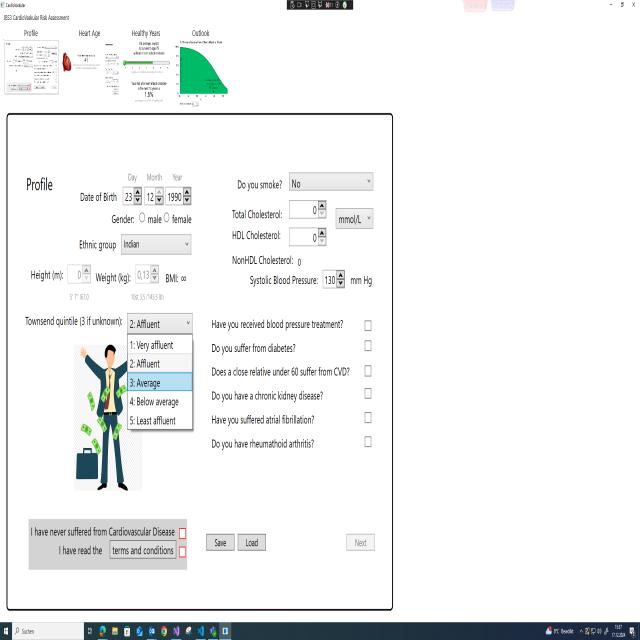 CardioVascular
JBS3 CardioVaskular Risk Assessment
Profile
Heart Age
Healthy Years
Outlook
Profile
Day Month Year
Date of Birth 23 12 1990
Gender: male female
Ethnic group Indian
Height (m): 0 Weight (kg): 0,13 BMI: ∞
Townsend quintile (3 if unknown): 2: Affluent
1: Very affluent
2: Affluent
3: Average
4: Below average
5: Least affluent
Do you smoke? No
Total Cholesterol: 0
mmol/L
HDL Cholesterol: 0
NonHDL Cholesterol: 0
Systolic Blood Pressure: 130 mm Hg
Have you received blood pressure treatment?
Do you suffer from diabetes?
Does a close relative under 60 suffer from CVD?
Do you have a chronic kidney disease?
Have you suffered atrial fibrillation?
Do you have rheumathoid arthritis?
I have never suffered from Cardiovascular Disease
I have read the terms and conditions
Save Load Next
Suchen
8°C Bewölkt